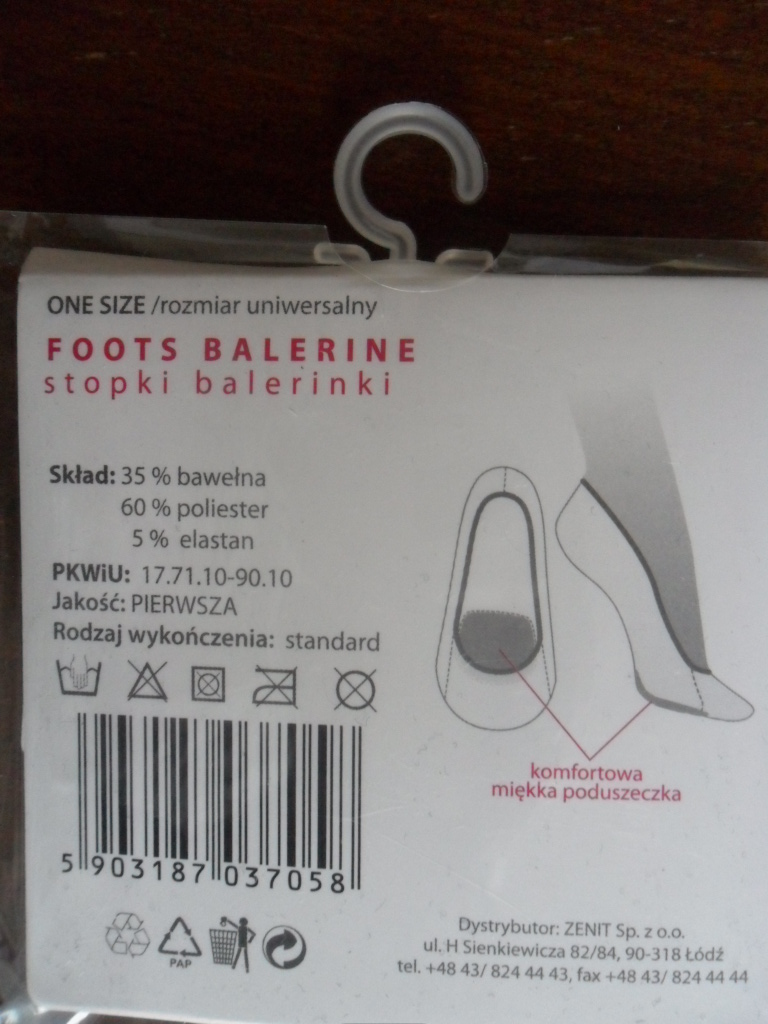 ONE SIZE /rozmiar uniwersalny
FOOTS BALERINE
stopki balerinki
Skład: 35 % bawełna
60 % poliester
5 % elastan
PKWiU: 17.71.10-90.10
Jakość: PIERWSZA
Rodzaj wykończenia: standard
komfortowa
miękka poduszeczka
5 903187 037058
PAP
Dystrybutor: ZENIT Sp. z o.o.
ul. H Sienkiewicza 82/84, 90-318 Łódź
tel. +48 43/ 824 44 43, fax +48 43/ 824 44 44